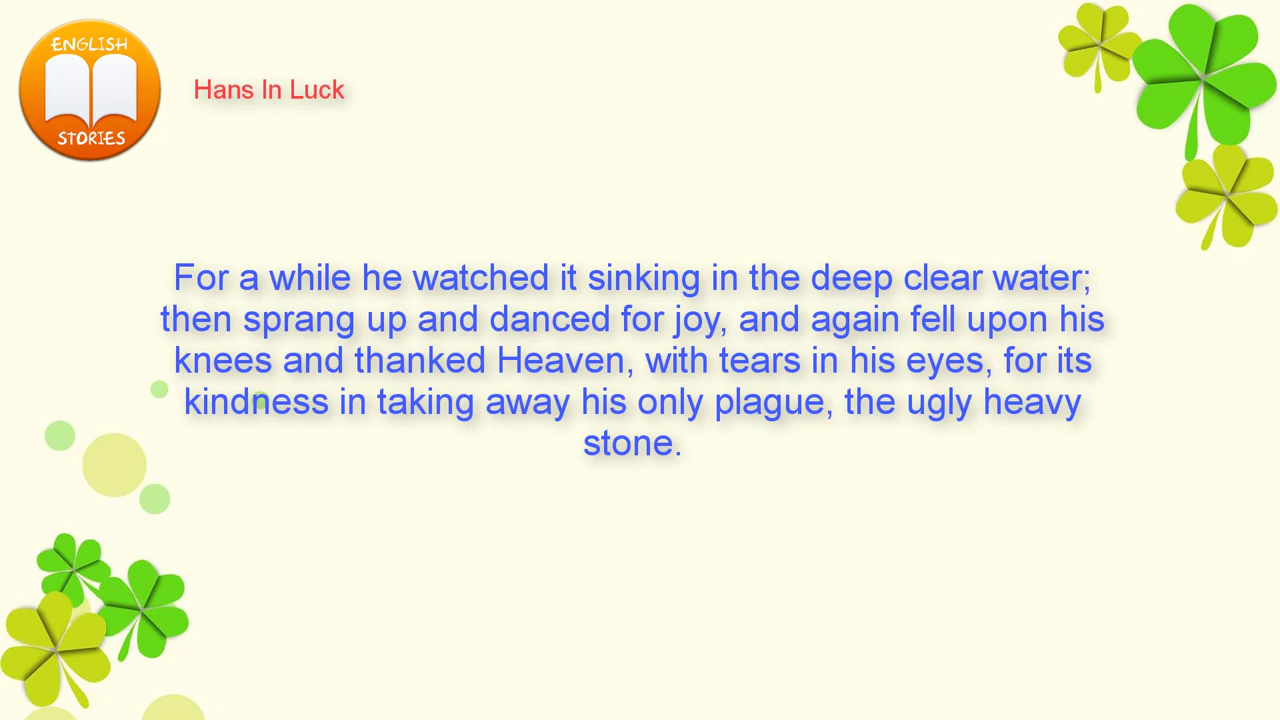 ENGLISH
STORIES
Hans In Luck
For a while he watched it sinking in the deep clear water;
then sprang up and danced for joy, and again fell upon his
knees and thanked Heaven, with tears in his eyes, for its
kindness in taking away his only plague, the ugly heavy
stone.